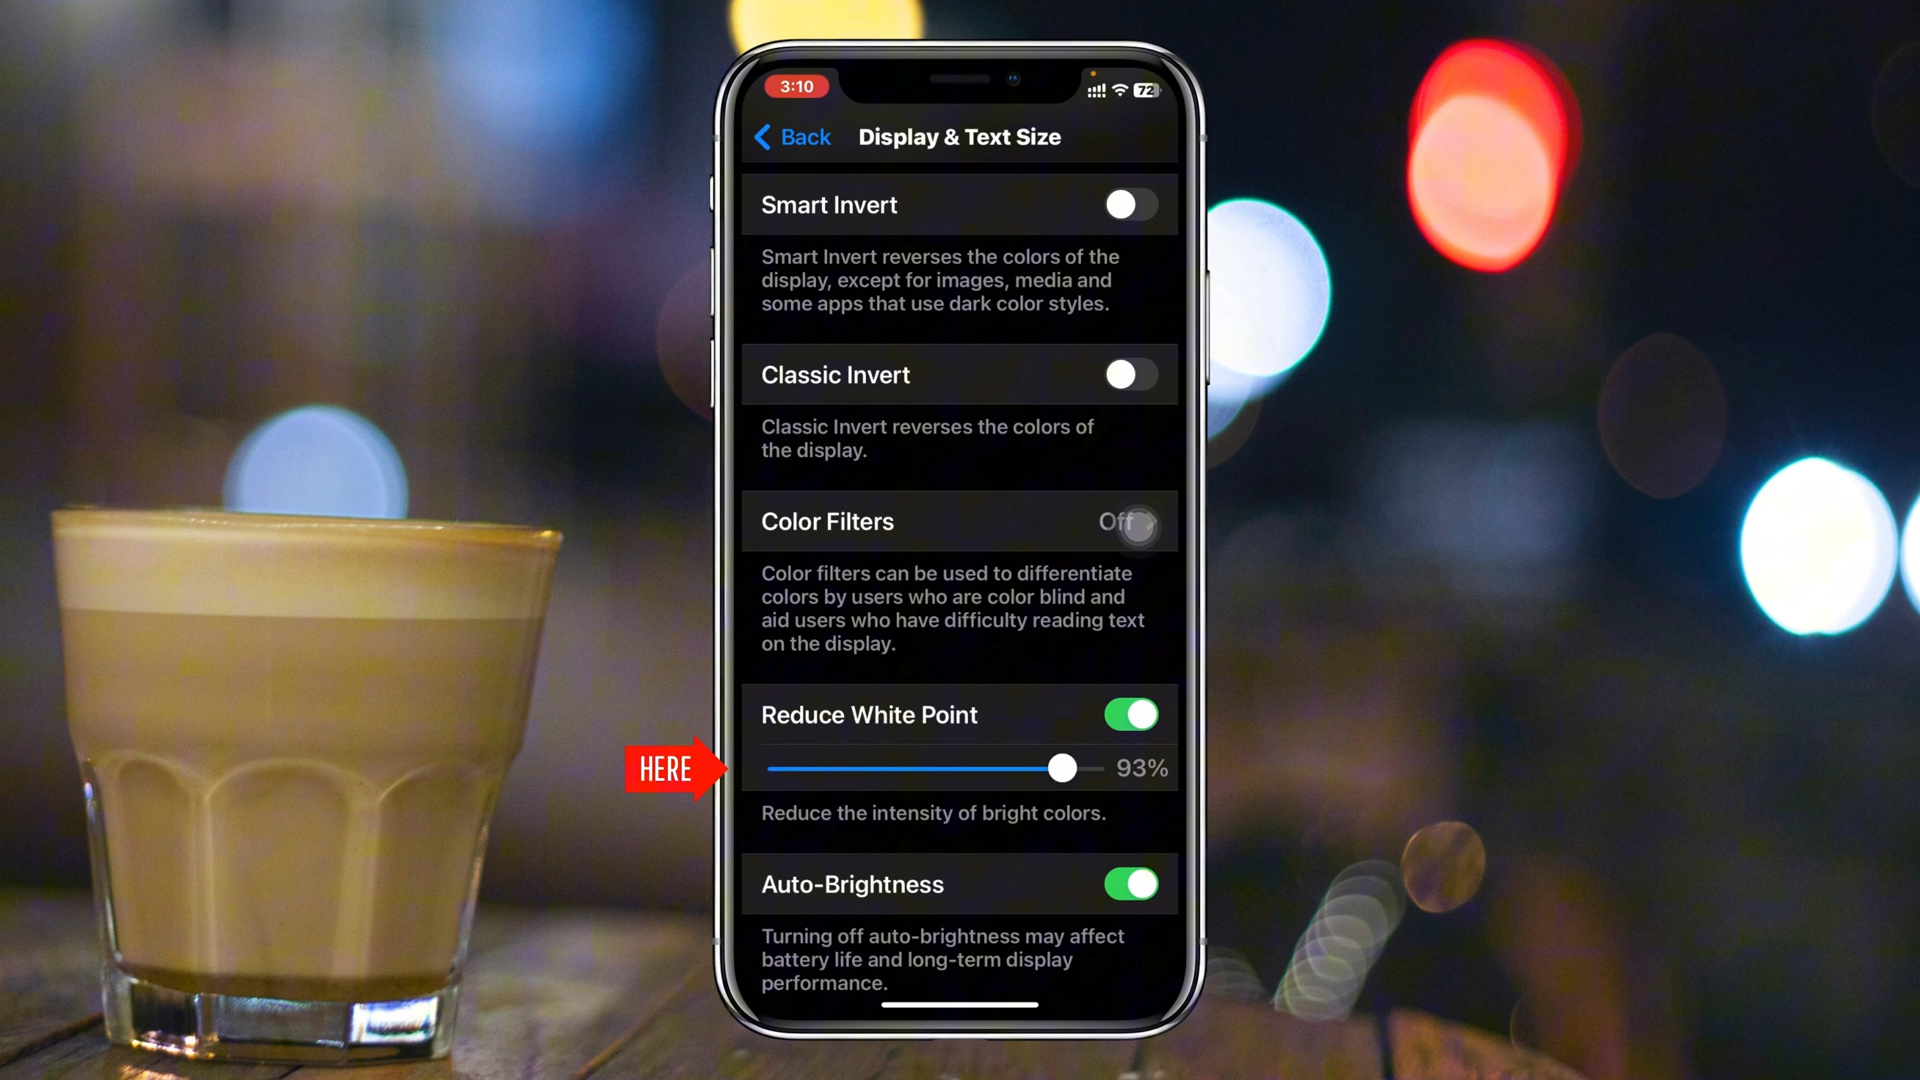 3:10
72
Back
Display & Text Size
Smart Invert
Smart Invert reverses the colors of the
display, except for images, media and
some apps that use dark color styles.
Classic Invert
Classic Invert reverses the colors of
the display.
Color Filters
Off
Color filters can be used to differentiate
colors by users who are color blind and
aid users who have difficulty reading text
on the display.
Reduce White Point
HERE
93%
Reduce the intensity of bright colors.
Auto-Brightness
Turning off auto-brightness may affect
battery life and long-term display
performance.